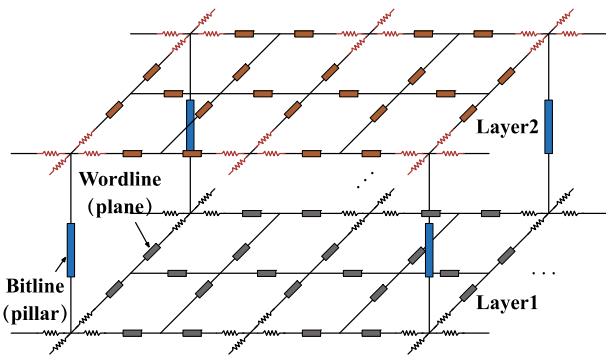 Layer2
Wordline
(plane)
...
Bitline
(pillar)
Layer1
...